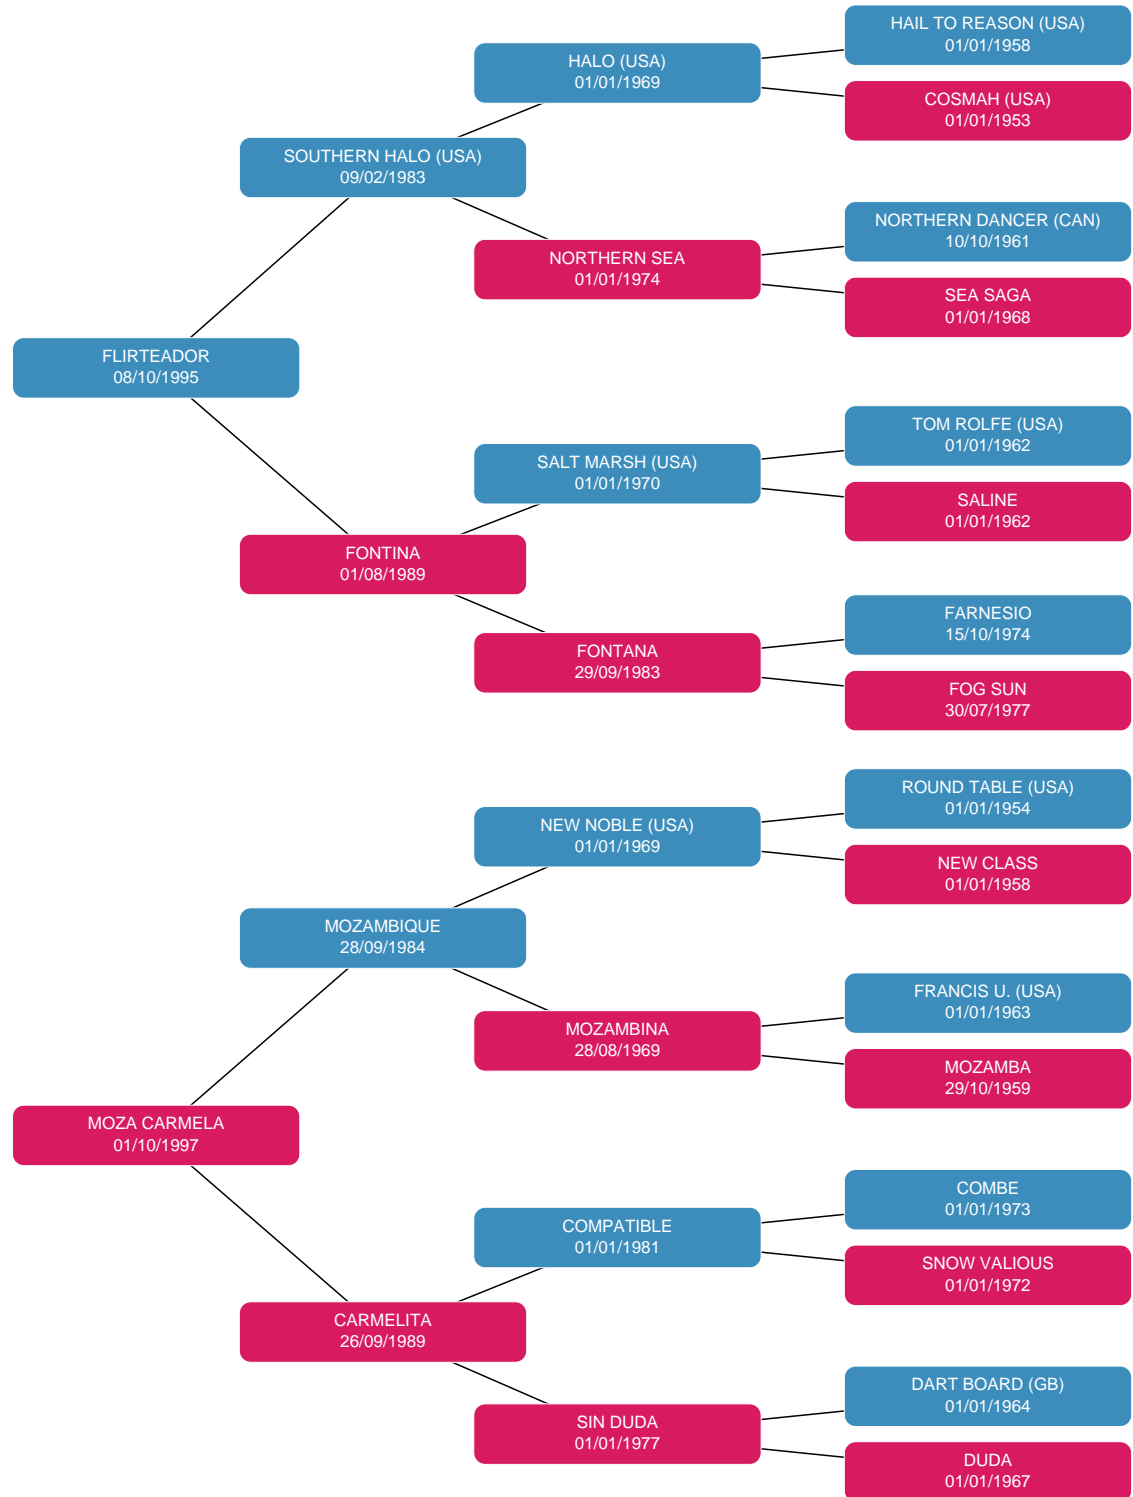 HAIL TO REASON (USA)
01/01/1958
HALO (USA)
01/01/1969
COSMAH (USA)
01/01/1953
SOUTHERN HALO (USA)
09/02/1983
NORTHERN DANCER (CAN)
10/10/1961
NORTHERN SEA
01/01/1974
SEA SAGA
01/01/1968
FLIRTEADOR
08/10/1995
TOM ROLFE (USA)
01/01/1962
SALT MARSH (USA)
01/01/1970
SALINE
01/01/1962
FONTINA
01/08/1989
FARNESIO
15/10/1974
FONTANA
29/09/1983
FOG SUN
30/07/1977
ROUND TABLE (USA)
01/01/1954
NEW NOBLE (USA)
01/01/1969
NEW CLASS
01/01/1958
MOZAMBIQUE
28/09/1984
FRANCIS U. (USA)
01/01/1963
MOZAMBINA
28/08/1969
MOZAMBA
29/10/1959
MOZA CARMELA
01/10/1997
COMBE
01/01/1973
COMPATIBLE
01/01/1981
SNOW VALIOUS
01/01/1972
CARMELITA
26/09/1989
DART BOARD (GB)
01/01/1964
SIN DUDA
01/01/1977
DUDA
01/01/1967